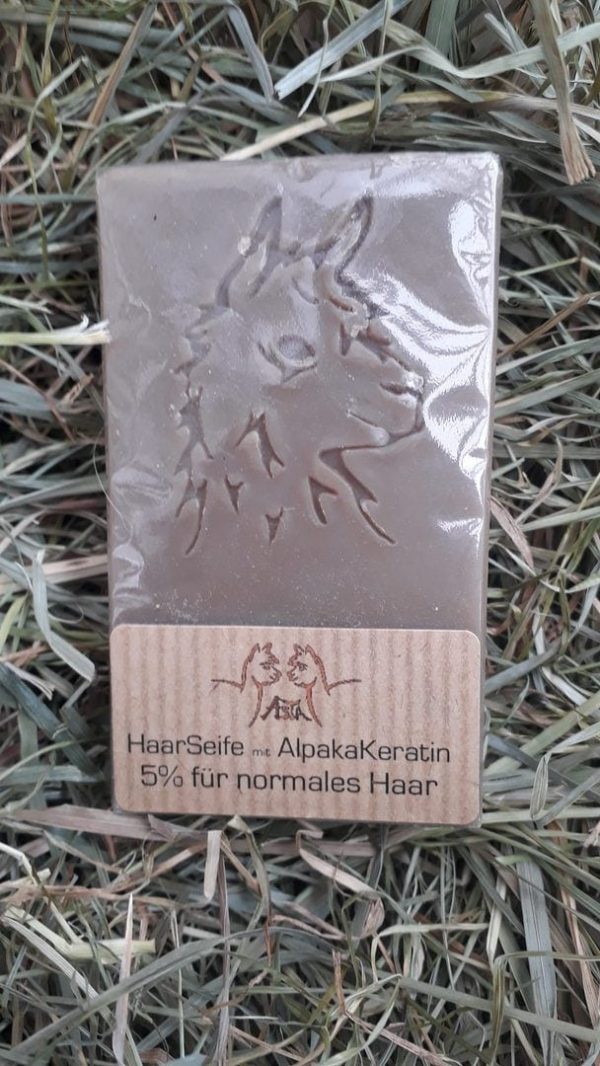 HaarSeife mit AlpakaKeratin
5% für normales Haar